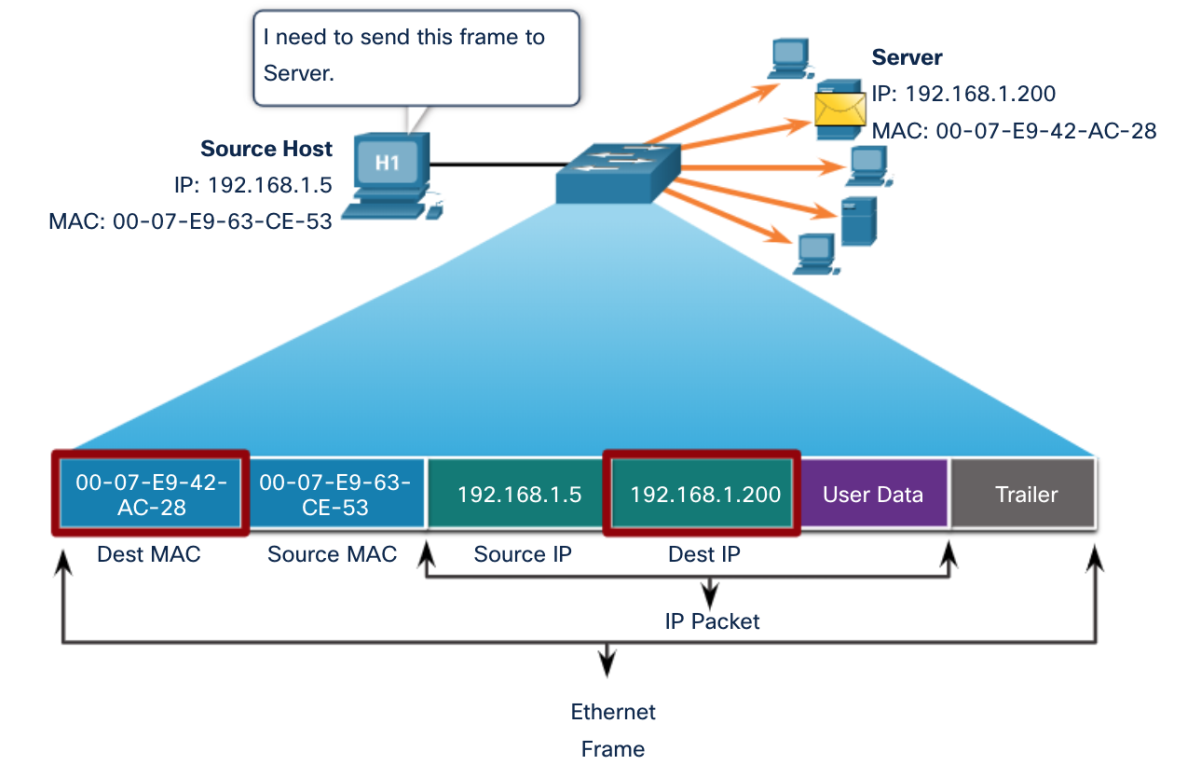 I need to send this frame to
Server.
Server
IP: 192.168.1.200
MAC: 00-07-E9-42-AC-28
Source Host
IP: 192.168.1.5
MAC: 00-07-E9-63-CE-53
H1
00-07-E9-42-
AC-28
00-07-E9-63-
CE-53
192.168.1.5
192.168.1.200
User Data
Trailer
Dest MAC
Source MAC
Source IP
Dest IP
IP Packet
Ethernet
Frame